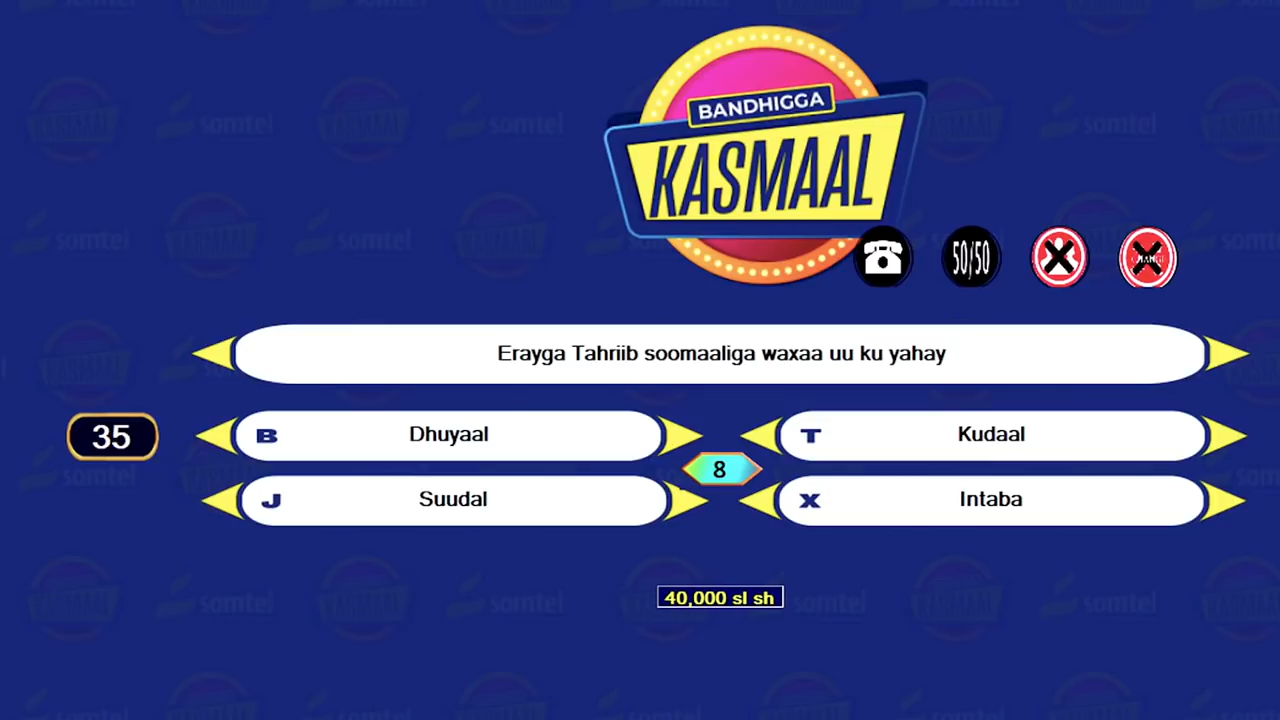 BANDHIGGA
KASMAAL
50/50
Erayga Tahriib soomaaliga waxaa uu ku yahay
35
B Dhuyaal
T Kudaal
8
J Suudal
X Intaba
40,000 sl sh
somtel